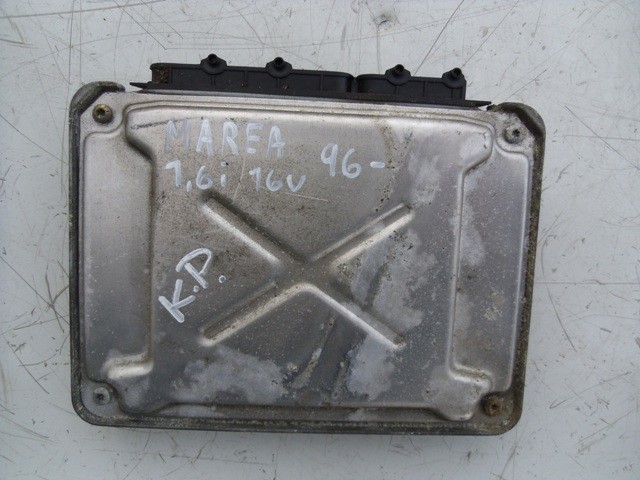 MAREA 96-
1,6i 16v
K.P.